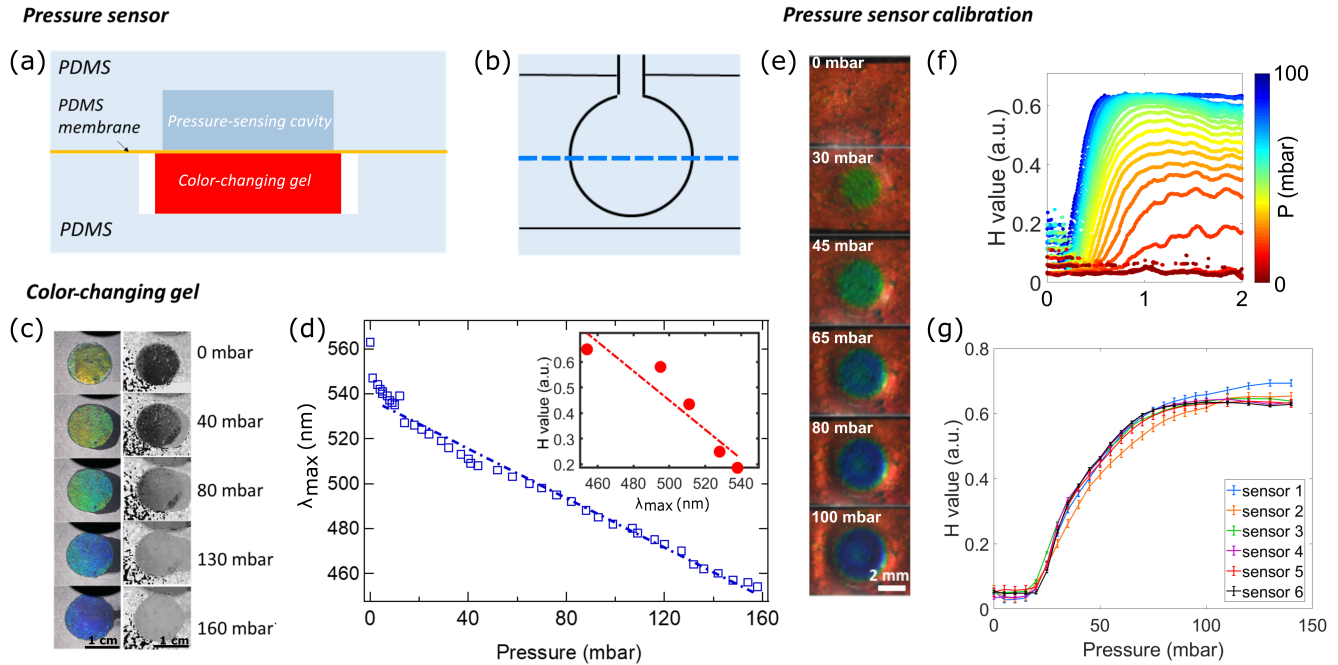 Pressure sensor
Pressure sensor calibration
(a)
PDMS
PDMS
membrane
Pressure-sensing cavity
Color-changing gel
PDMS
(b)
Color-changing gel
(c)
0 mbar
40 mbar
80 mbar
130 mbar
160 mbar
1 cm
1 cm
(d)
560
540
520
500
480
460
λmax (nm)
0
40
80
120
160
Pressure (mbar)
0.6
0.5
0.4
0.3
0.2
H value (a.u.)
460
480
500
520
540
λmax (nm)
(e)
0 mbar
30 mbar
45 mbar
65 mbar
80 mbar
100 mbar
2 mm
(f)
0.6
0.4
0.2
0
H value (a.u.)
0
1
2
100
0
P (mbar)
(g)
0.8
0.6
0.4
0.2
0
H value (a.u.)
0
50
100
150
Pressure (mbar)
sensor 1
sensor 2
sensor 3
sensor 4
sensor 5
sensor 6